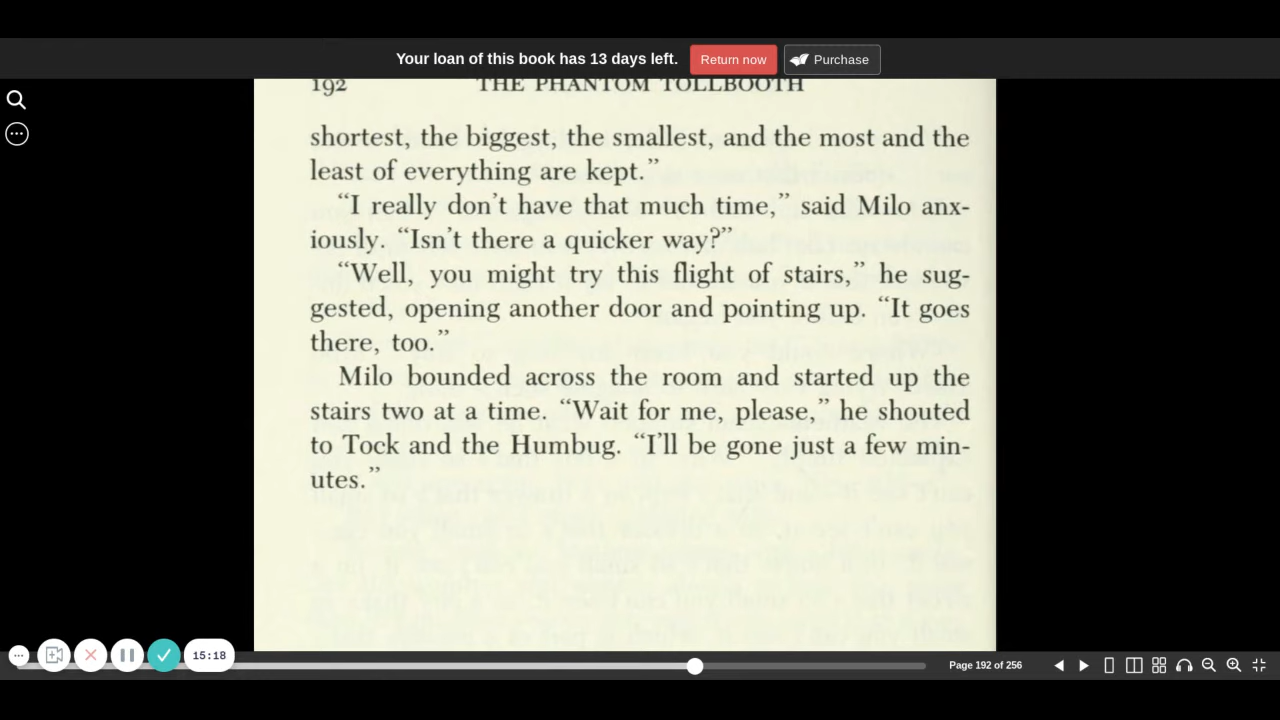 Your loan of this book has 13 days left. Return now Purchase
192 THE PHANTOM TOLLBOOTH
shortest, the biggest, the smallest, and the most and the
least of everything are kept.”
“I really don’t have that much time,” said Milo anx-
iously. “Isn’t there a quicker way?”
“Well, you might try this flight of stairs,” he sug-
gested, opening another door and pointing up. “It goes
there, too.”
Milo bounded across the room and started up the
stairs two at a time. “Wait for me, please,” he shouted
to Tock and the Humbug. “I’ll be gone just a few min-
utes.”
15:18
Page 192 of 256